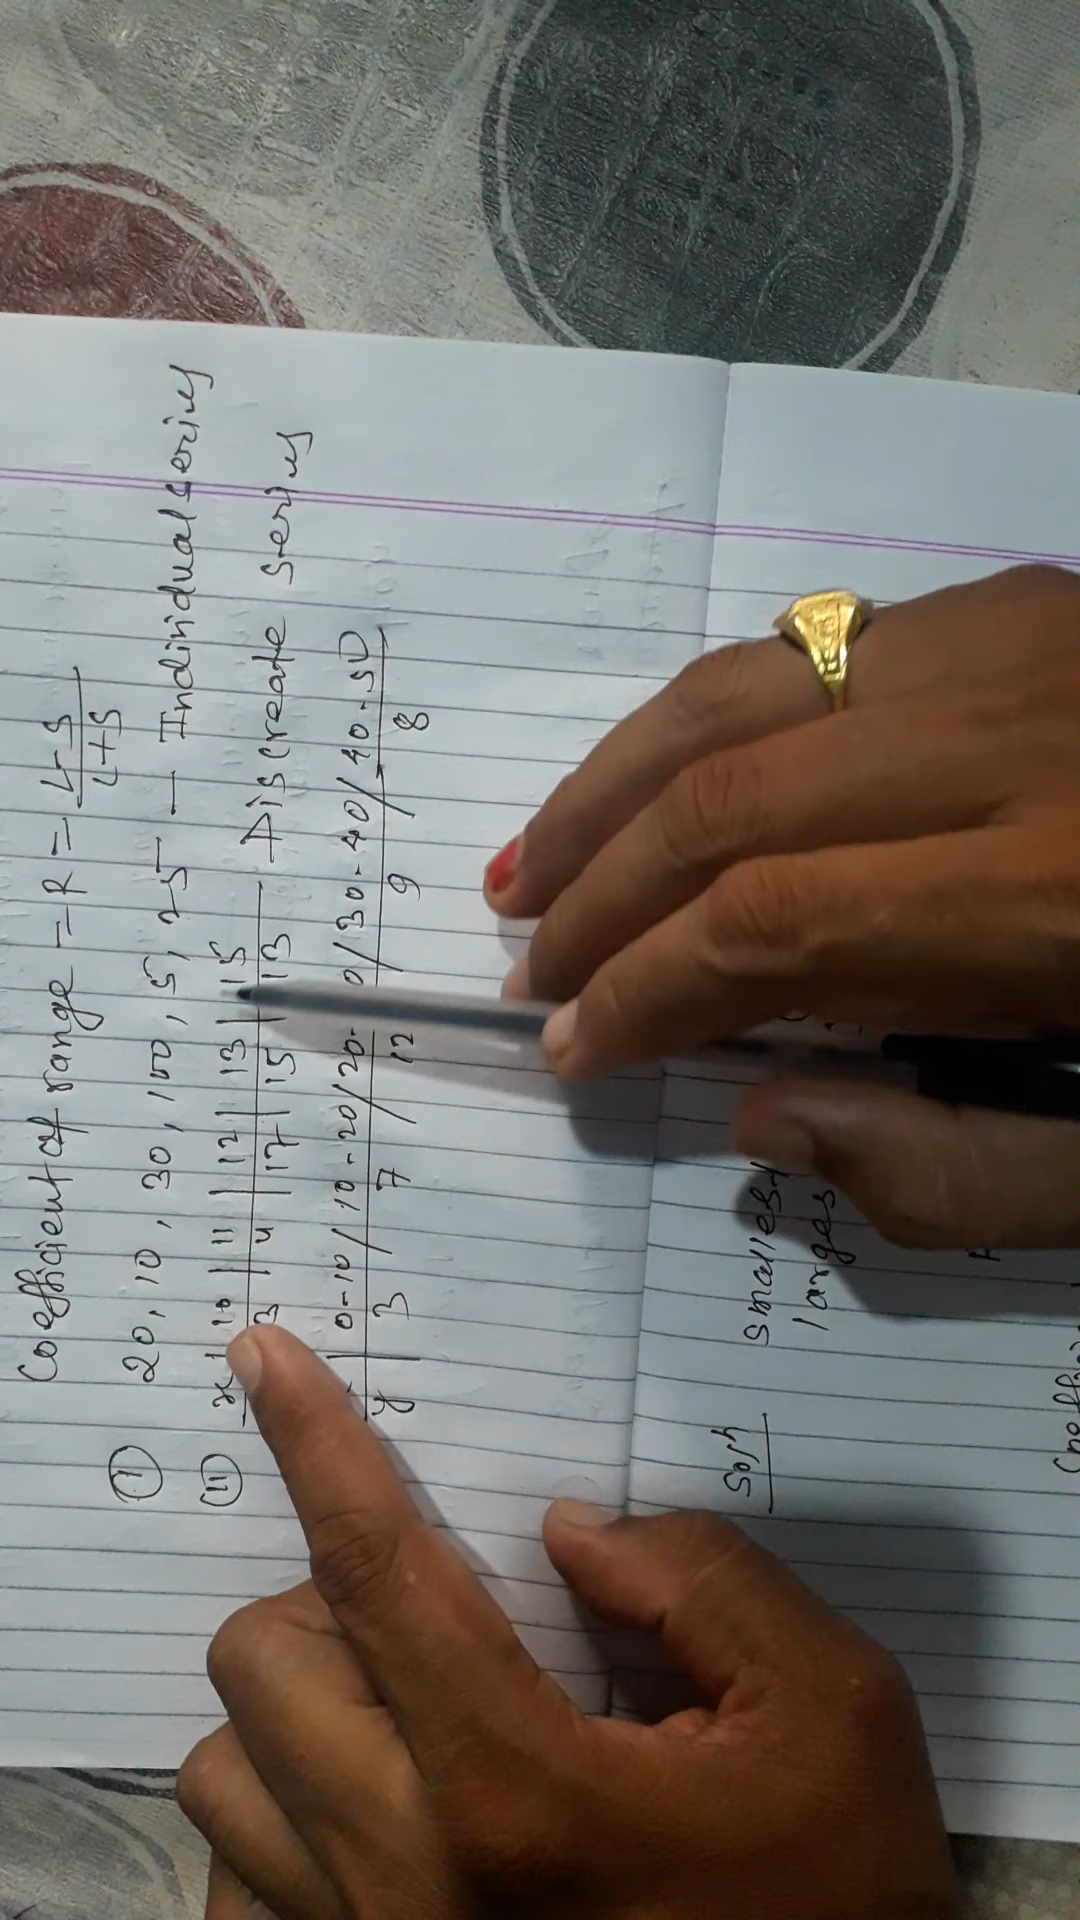 Coefficient of range - R = L-S
L+S
(I) 20, 10, 30, 100, 5, 25 — Individual series
(II) x | 10 | 11 | 12 | 13 | 15
3 | 4 | 17 | 15 | 13 — Discreate series
0-10 / 10-20 / 20- 0 / 30-40 / 40-50
y | 3 / 7 / 12 9 / 8
Soln smallest
larges